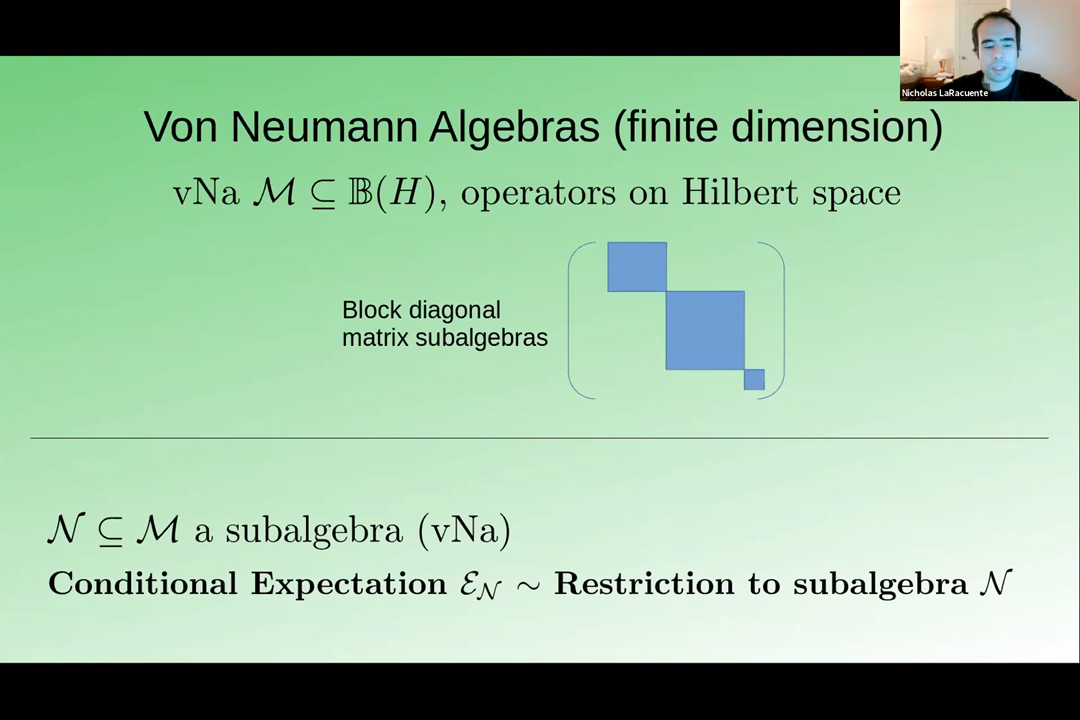 Nicholas LaRacuente
Von Neumann Algebras (finite dimension)
vNa ℳ ⊆ 𝔹(H), operators on Hilbert space
Block diagonal
matrix subalgebras
𝒩 ⊆ ℳ a subalgebra (vNa)
Conditional Expectation ℰ_𝒩 ∼ Restriction to subalgebra 𝒩